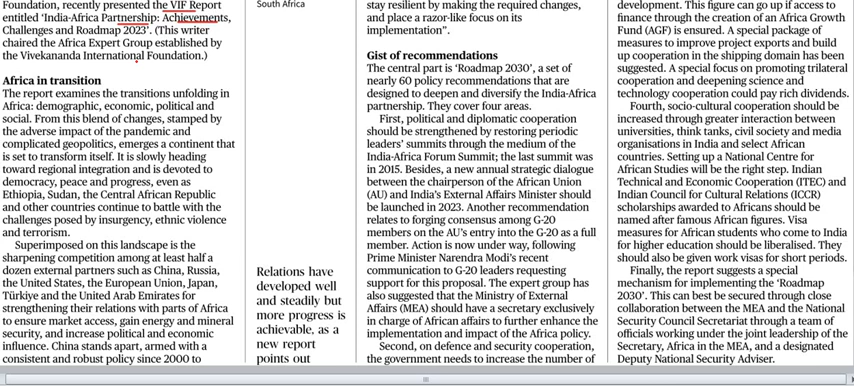 Foundation, recently presented the VIF Report
entitled ‘India-Africa Partnership: Achievements,
Challenges and Roadmap 2023’. (This writer
chaired the Africa Expert Group established by
the Vivekananda International Foundation.)
Africa in transition
The report examines the transitions unfolding in
Africa: demographic, economic, political and
social. From this blend of changes, stamped by
the adverse impact of the pandemic and
complicated geopolitics, emerges a continent that
is set to transform itself. It is slowly heading
toward regional integration and is devoted to
democracy, peace and progress, even as
Ethiopia, Sudan, the Central African Republic
and other countries continue to battle with the
challenges posed by insurgency, ethnic violence
and terrorism.
Superimposed on this landscape is the
sharpening competition among at least half a
dozen external partners such as China, Russia,
the United States, the European Union, Japan,
Türkiye and the United Arab Emirates for
strengthening their relations with parts of Africa
to ensure market access, gain energy and mineral
security, and increase political and economic
influence. China stands apart, armed with a
consistent and robust policy since 2000 to
South Africa
Relations have
developed well
and steadily but
more progress is
achievable, as a
new report
points out
stay resilient by making the required changes,
and place a razor-like focus on its
implementation”.
Gist of recommendations
The central part is ‘Roadmap 2030’, a set of
nearly 60 policy recommendations that are
designed to deepen and diversify the India-Africa
partnership. They cover four areas.
First, political and diplomatic cooperation
should be strengthened by restoring periodic
leaders’ summits through the medium of the
India-Africa Forum Summit; the last summit was
in 2015. Besides, a new annual strategic dialogue
between the chairperson of the African Union
(AU) and India’s External Affairs Minister should
be launched in 2023. Another recommendation
relates to forging consensus among G-20
members on the AU’s entry into the G-20 as a full
member. Action is now under way, following
Prime Minister Narendra Modi’s recent
communication to G-20 leaders requesting
support for this proposal. The expert group has
also suggested that the Ministry of External
Affairs (MEA) should have a secretary exclusively
in charge of African affairs to further enhance the
implementation and impact of the Africa policy.
Second, on defence and security cooperation,
the government needs to increase the number of
development. This figure can go up if access to
finance through the creation of an Africa Growth
Fund (AGF) is ensured. A special package of
measures to improve project exports and build
up cooperation in the shipping domain has been
suggested. A special focus on promoting trilateral
cooperation and deepening science and
technology cooperation could pay rich dividends.
Fourth, socio-cultural cooperation should be
increased through greater interaction between
universities, think tanks, civil society and media
organisations in India and select African
countries. Setting up a National Centre for
African Studies will be the right step. Indian
Technical and Economic Cooperation (ITEC) and
Indian Council for Cultural Relations (ICCR)
scholarships awarded to Africans should be
named after famous African figures. Visa
measures for African students who come to India
for higher education should be liberalised. They
should also be given work visas for short periods.
Finally, the report suggests a special
mechanism for implementing the ‘Roadmap
2030’. This can best be secured through close
collaboration between the MEA and the National
Security Council Secretariat through a team of
officials working under the joint leadership of the
Secretary, Africa in the MEA, and a designated
Deputy National Security Adviser.